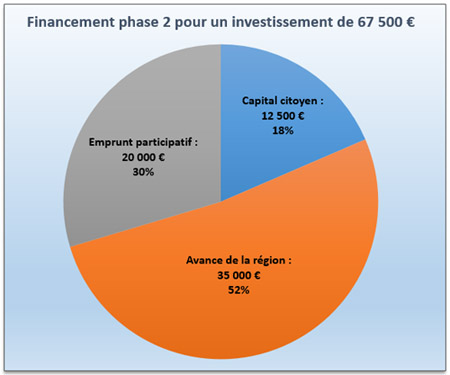 Financement phase 2 pour un investissement de 67 500 €
Capital citoyen :
12 500 €
18%
Emprunt participatif :
20 000 €
30%
Avance de la région :
35 000 €
52%